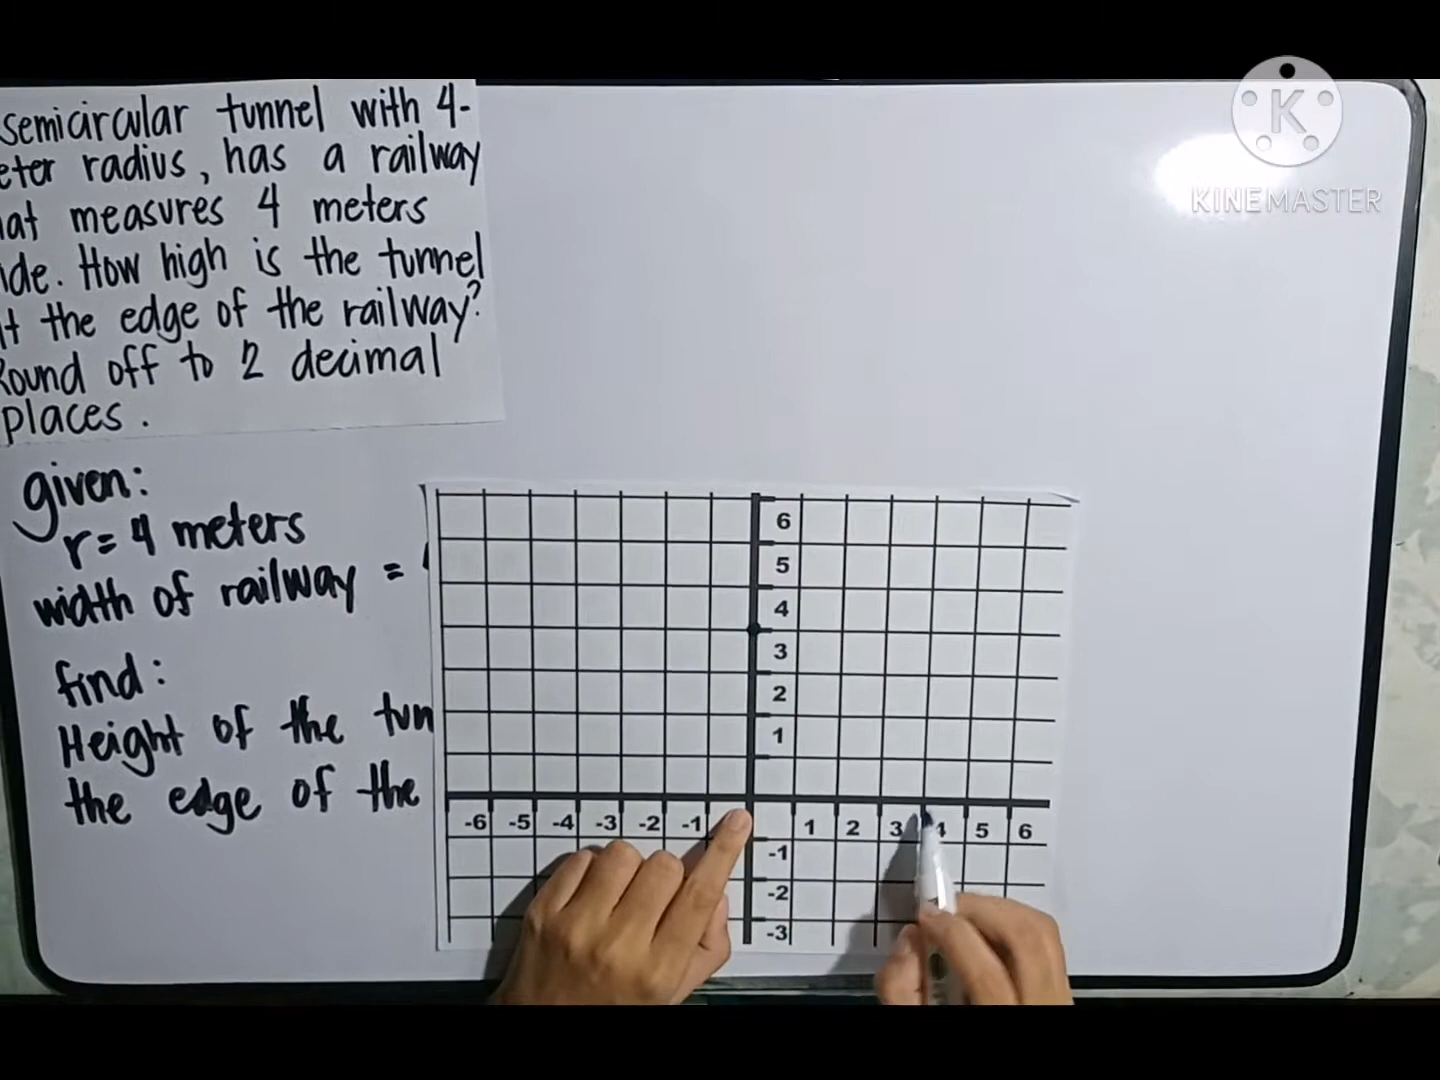 semicircular tunnel with 4-
eter radius, has a railway
hat measures 4 meters
ide. How high is the tunnel
t the edge of the railway?
Round off to 2 decimal
places.
given:
r = 4 meters
width of railway =
find:
Height of the tun
the edge of the
6
5
4
3
2
1
-6 -5 -4 -3 -2 -1 1 2 3 4 5 6
-1
-2
-3
KINEMASTER
K